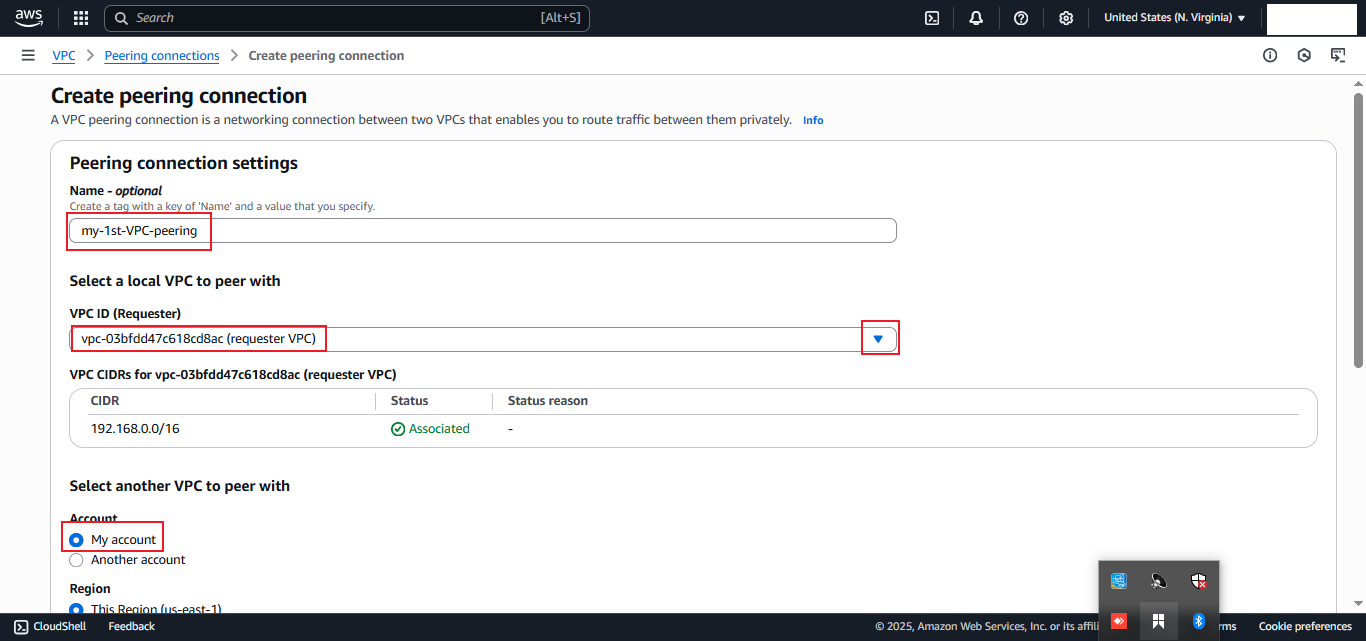 aws
Search [Alt+S] United States (N. Virginia)
VPC Peering connections Create peering connection
Create peering connection
A VPC peering connection is a networking connection between two VPCs that enables you to route traffic between them privately. Info
Peering connection settings
Name - optional
Create a tag with a key of 'Name' and a value that you specify.
my-1st-VPC-peering
Select a local VPC to peer with
VPC ID (Requester)
vpc-03bfdd47c618cd8ac (requester VPC)
VPC CIDRs for vpc-03bfdd47c618cd8ac (requester VPC)
CIDR Status Status reason
192.168.0.0/16 Associated -
Select another VPC to peer with
Account
My account
Another account
Region
This Region (us-east-1)
CloudShell Feedback © 2025, Amazon Web Services, Inc. or its affili rms Cookie preferences